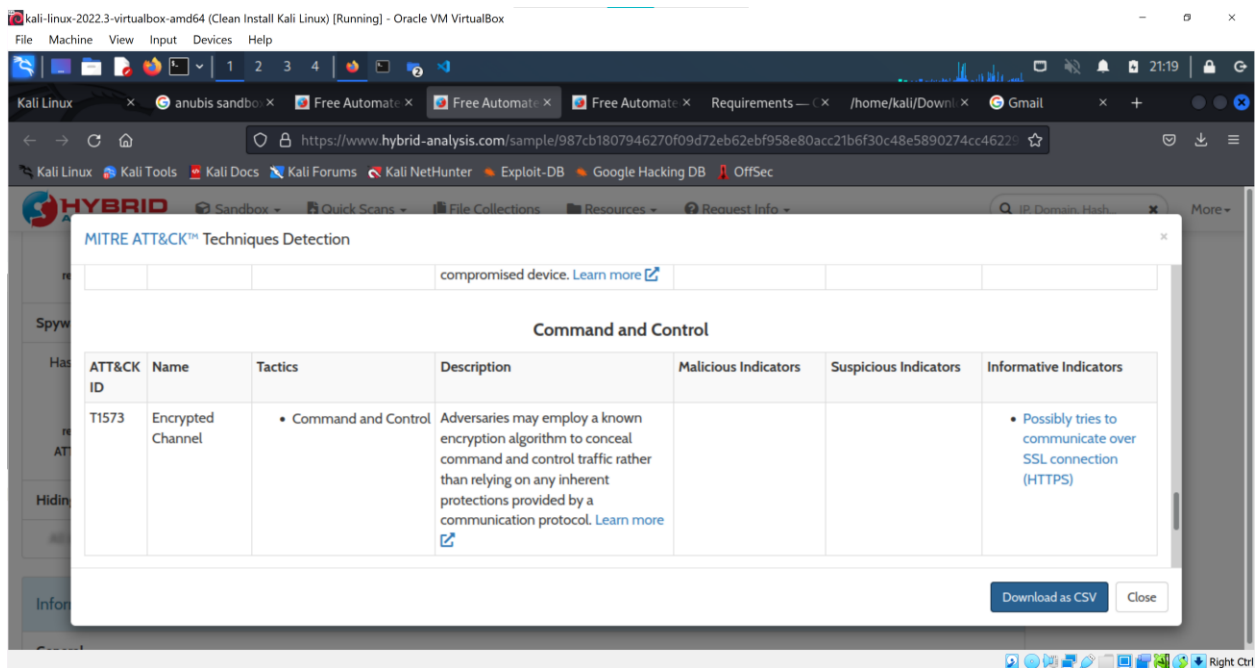 kali-linux-2022.3-virtualbox-amd64 (Clean Install Kali Linux) [Running] - Oracle VM VirtualBox
File Machine View Input Devices Help
1 2 3 4 2 21:19
Kali Linux anubis sandbo Free Automate Free Automate Free Automate Requirements — /home/kali/Downl Gmail
https://www.hybrid-analysis.com/sample/987cb1807946270f09d72eb62ebf958e80acc21b6f30c48e5890274cc46229
Kali Linux Kali Tools Kali Docs Kali Forums Kali NetHunter Exploit-DB Google Hacking DB OffSec
HYBRID Sandbox Quick Scans File Collections Resources Request Info IP, Domain, Hash... More
MITRE ATT&CK™ Techniques Detection
compromised device. Learn more
Spyw
Command and Control
Has
ATT&CK ID Name Tactics Description Malicious Indicators Suspicious Indicators Informative Indicators
T1573 Encrypted • Command and Control Adversaries may employ a known • Possibly tries to
Channel encryption algorithm to conceal communicate over
command and control traffic rather SSL connection
than relying on any inherent (HTTPS)
protections provided by a
communication protocol. Learn more
re
ATT
Hidin
Infor
Download as CSV Close
Right Ctrl